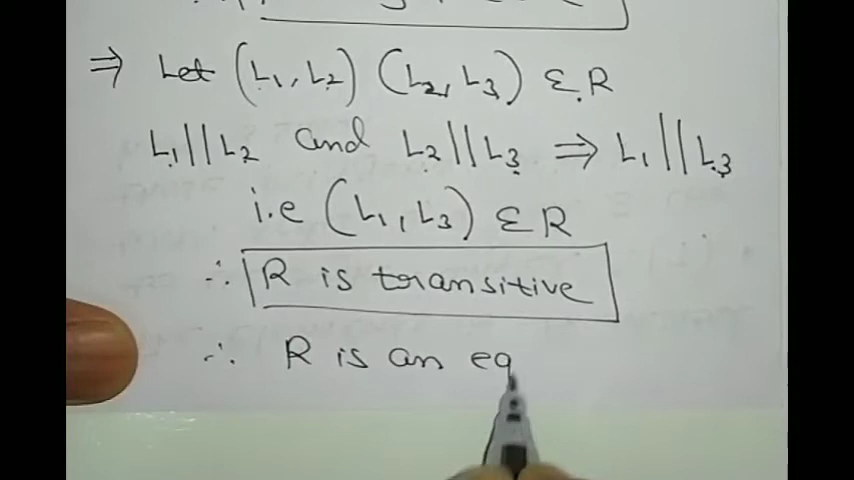 ⇒ Let (L1, L2) (L2, L3) ε R
L1 || L2 and L2 || L3 ⇒ L1 || L3
i.e (L1, L3) ε R
∴ R is transitive
∴ R is an eq